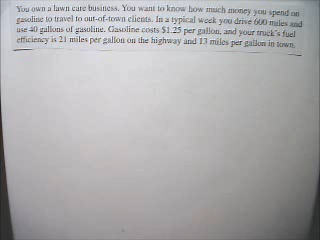 You own a lawn care business. You want to know how much money you spend on
gasoline to travel to out-of-town clients. In a typical week you drive 600 miles and
use 40 gallons of gasoline. Gasoline costs $1.25 per gallon, and your truck's fuel
efficiency is 21 miles per gallon on the highway and 13 miles per gallon in town.